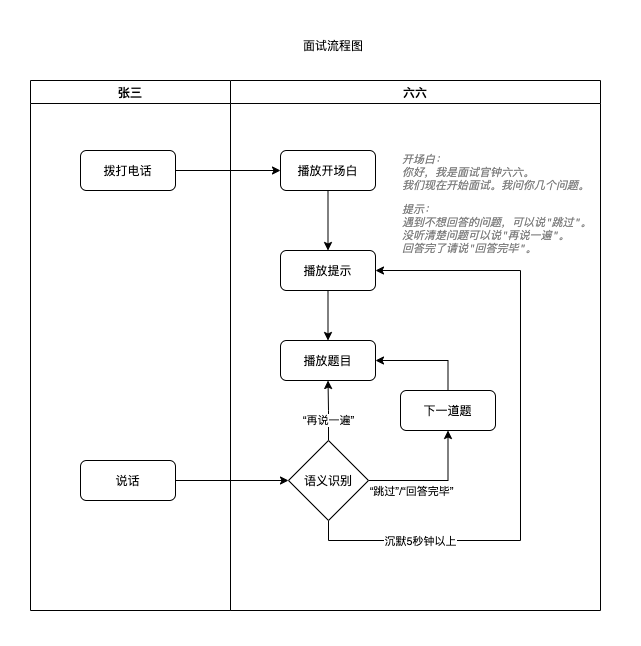 面试流程图
张三
六六
拨打电话
播放开场白
开场白：
你好，我是面试官钟六六。
我们现在开始面试。我问你几个问题。
提示：
遇到不想回答的问题，可以说"跳过"。
没听清楚问题可以说"再说一遍"。
回答完了请说"回答完毕"。
播放提示
播放题目
下一道题
“再说一遍”
说话
语义识别
“跳过”/“回答完毕”
沉默5秒钟以上